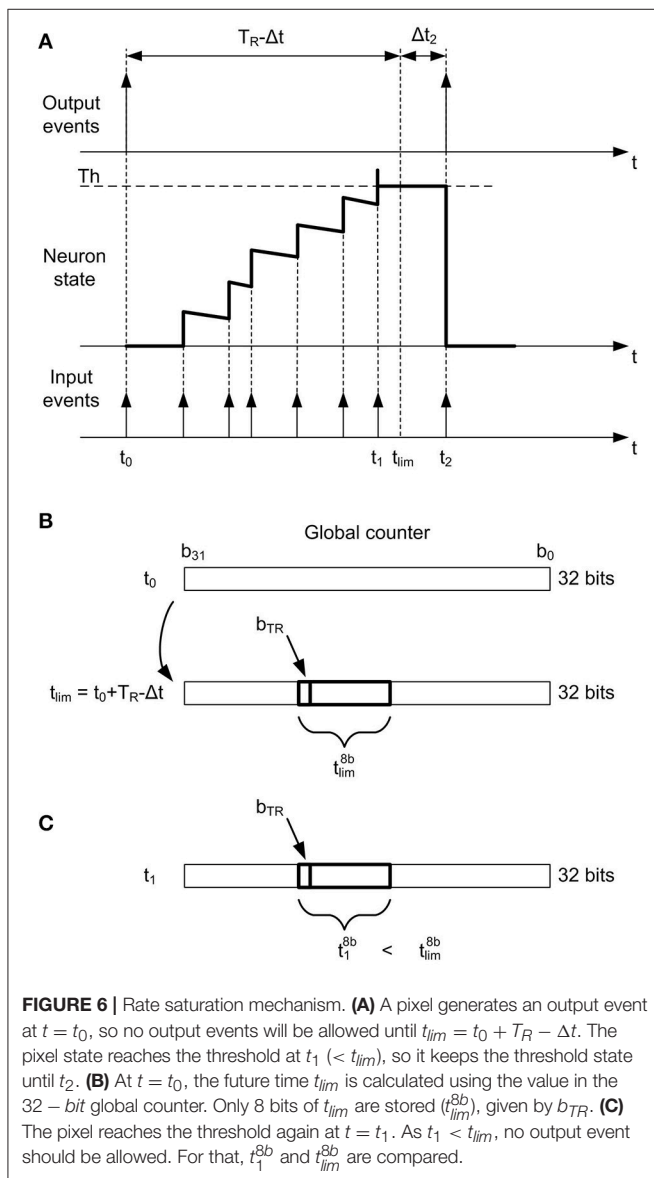 A
T_R-Δt
Δt_2
Output
events
t
Th
Neuron
state
t
Input
events
t
t_0
t_1
t_lim
t_2
B
Global counter
b_31
b_0
t_0
32 bits
b_TR
t_lim = t_0+T_R-Δt
32 bits
t_lim^8b
C
b_TR
t_1
32 bits
t_1^8b < t_lim^8b
FIGURE 6 | Rate saturation mechanism. (A) A pixel generates an output event
at t = t_0, so no output events will be allowed until t_lim = t_0 + T_R − Δt. The
pixel state reaches the threshold at t_1 (< t_lim), so it keeps the threshold state
until t_2. (B) At t = t_0, the future time t_lim is calculated using the value in the
32 − bit global counter. Only 8 bits of t_lim are stored (t_lim^8b), given by b_TR. (C)
The pixel reaches the threshold again at t = t_1. As t_1 < t_lim, no output event
should be allowed. For that, t_1^8b and t_lim^8b are compared.